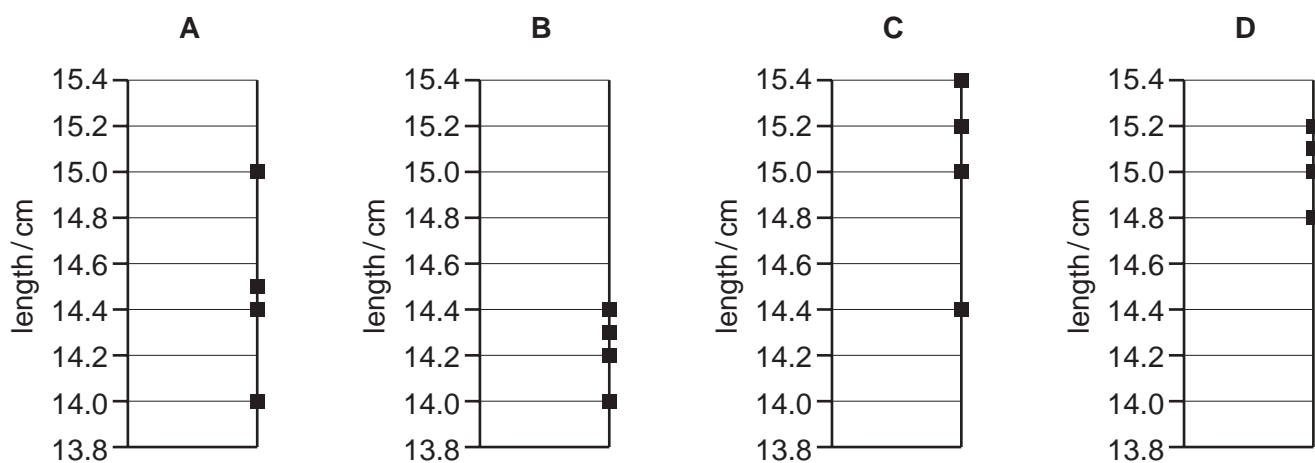 A B C D
15.4 15.4 15.4 15.4
15.2 15.2 15.2 15.2
15.0 15.0 15.0 15.0
14.8 14.8 14.8 14.8
14.6 14.6 14.6 14.6
14.4 14.4 14.4 14.4
14.2 14.2 14.2 14.2
14.0 14.0 14.0 14.0
13.8 13.8 13.8 13.8
length / cm length / cm length / cm length / cm